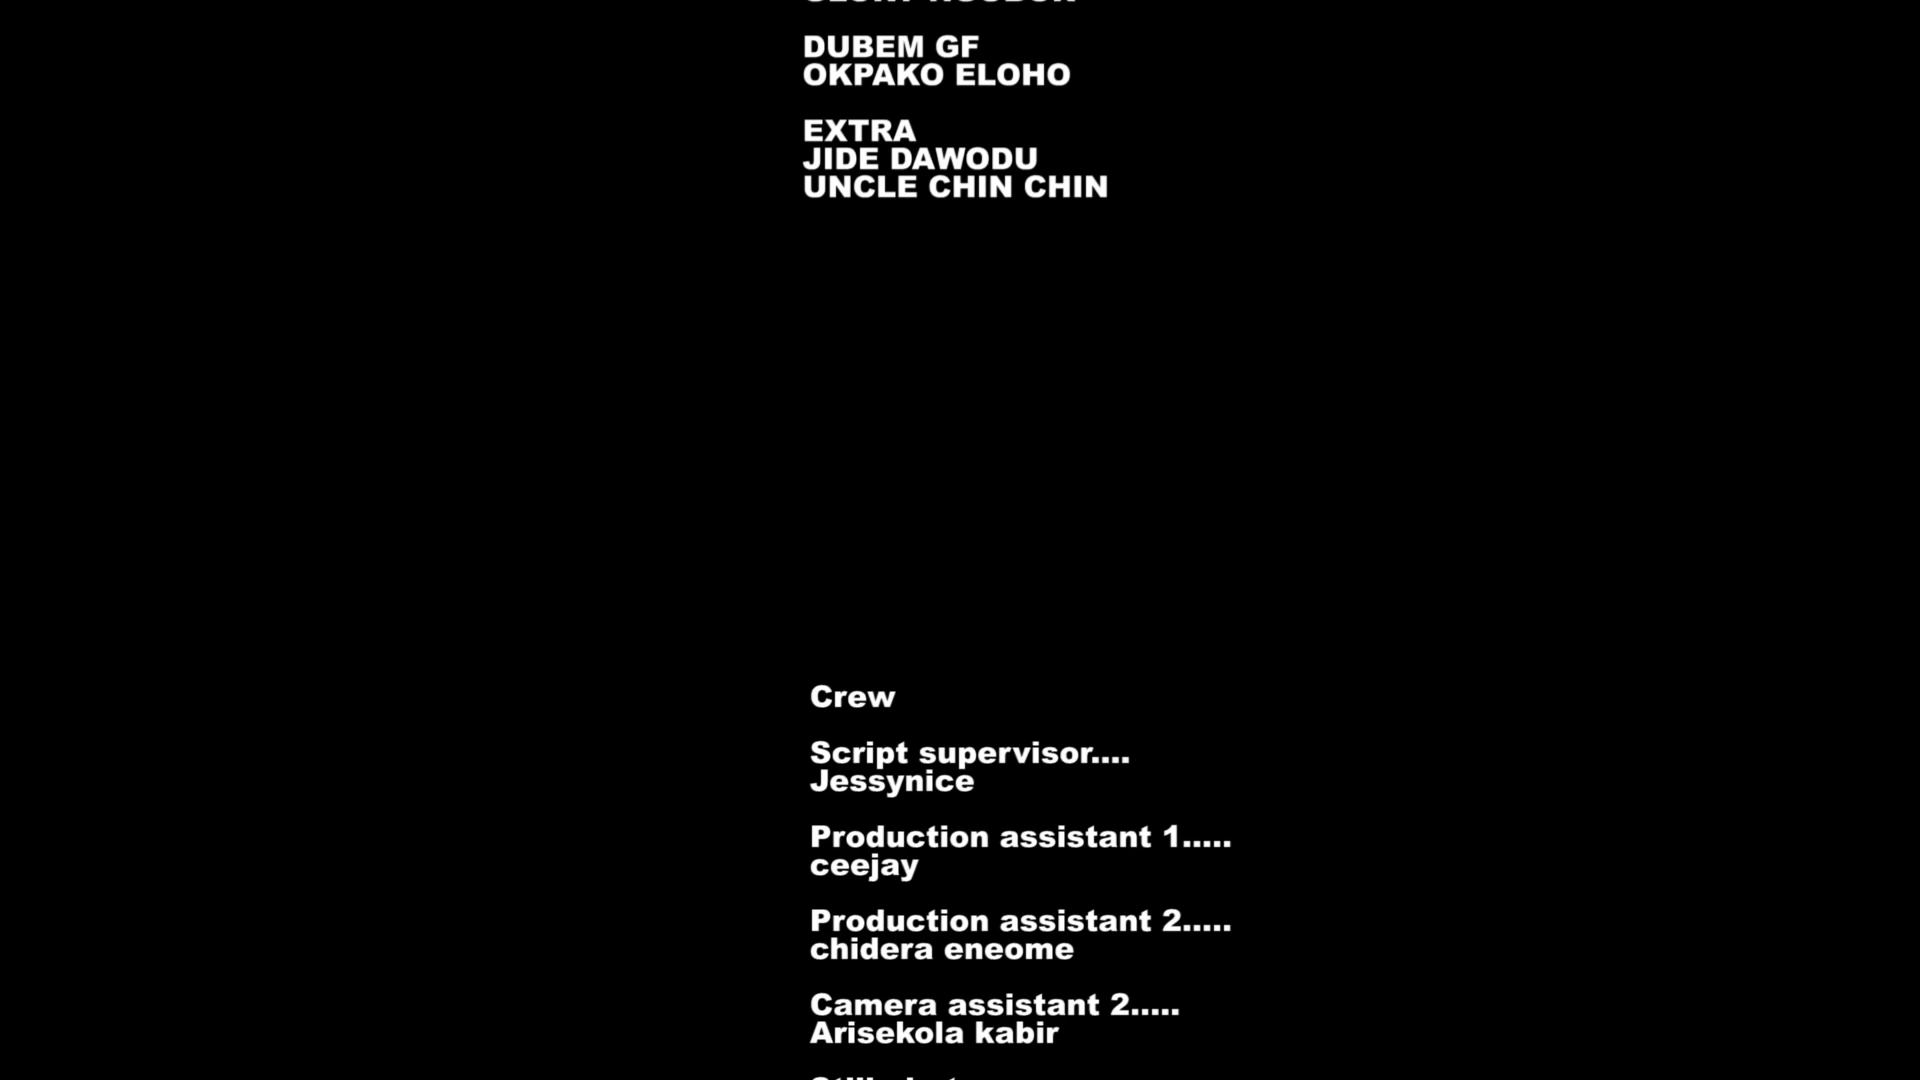 DUBEM GF
OKPAKO ELOHO
EXTRA
JIDE DAWODU
UNCLE CHIN CHIN
Crew
Script supervisor....
Jessynice
Production assistant 1.....
ceejay
Production assistant 2.....
chidera eneome
Camera assistant 2.....
Arisekola kabir